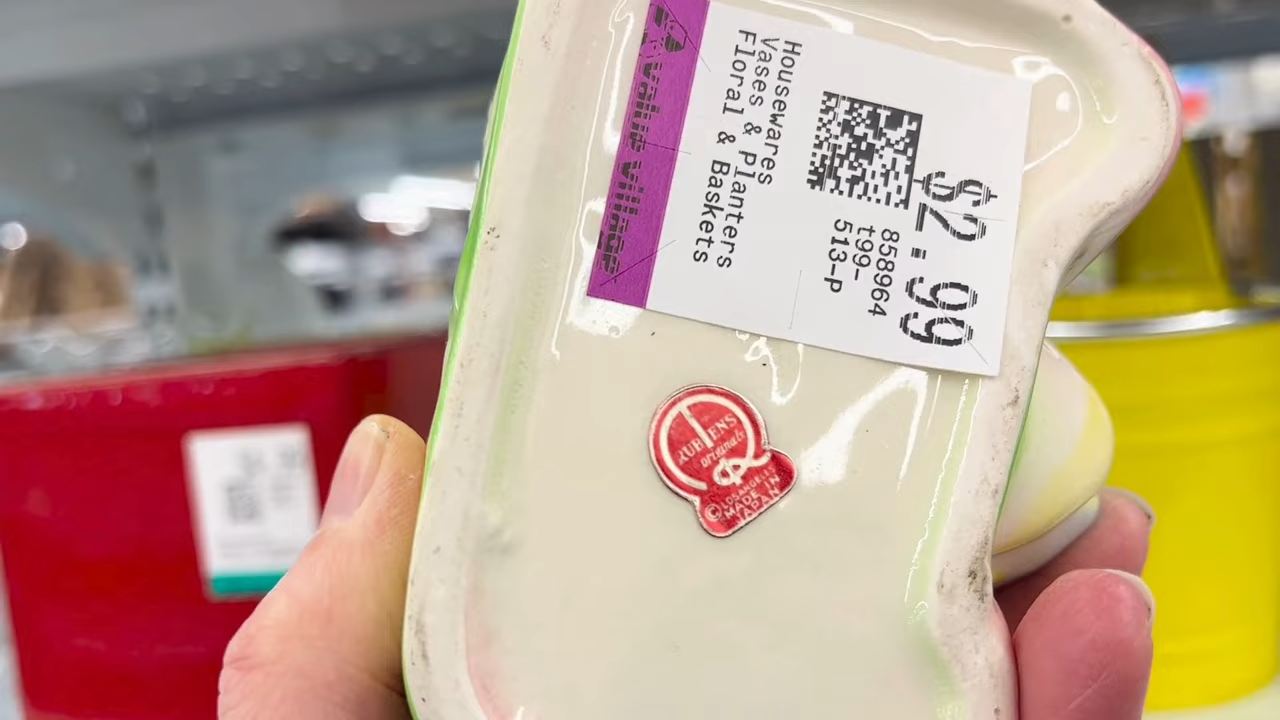 value village
Housewares
Vases & Planters
Floral & Baskets
$2.99
858964
t99-
513-P
RUBENS
Originals
LOS ANGELES
© MADE IN
JAPAN